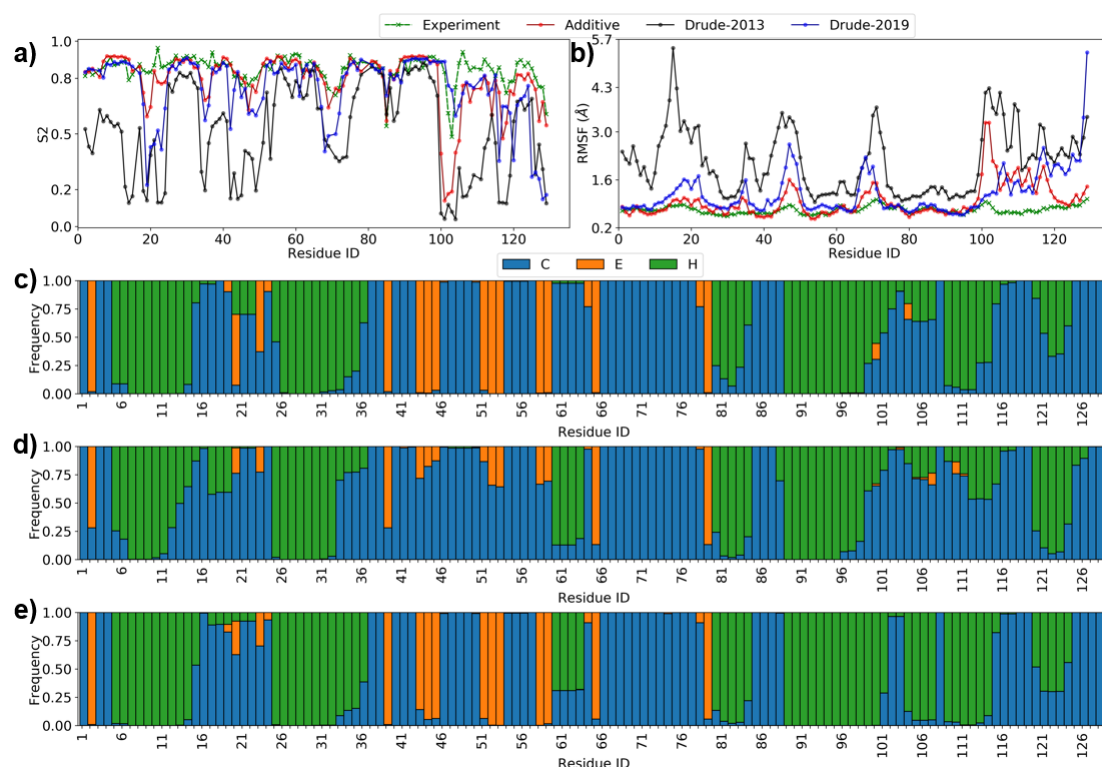 Experiment Additive Drude-2013 Drude-2019
a)
1.0
0.8
0.5
0.2
0.0
S2
0 20 40 60 80 100 120
Residue ID
b)
5.7
4.3
3.0
1.6
0.2
RMSF (Å)
0 20 40 60 80 100 120
Residue ID
C E H
c)
1.00
0.75
0.50
0.25
0.00
Frequency
1 6 11 16 21 26 31 36 41 46 51 56 61 66 71 76 81 86 91 96 101 106 111 116 121 126
Residue ID
d)
1.00
0.75
0.50
0.25
0.00
Frequency
1 6 11 16 21 26 31 36 41 46 51 56 61 66 71 76 81 86 91 96 101 106 111 116 121 126
Residue ID
e)
1.00
0.75
0.50
0.25
0.00
Frequency
1 6 11 16 21 26 31 36 41 46 51 56 61 66 71 76 81 86 91 96 101 106 111 116 121 126
Residue ID